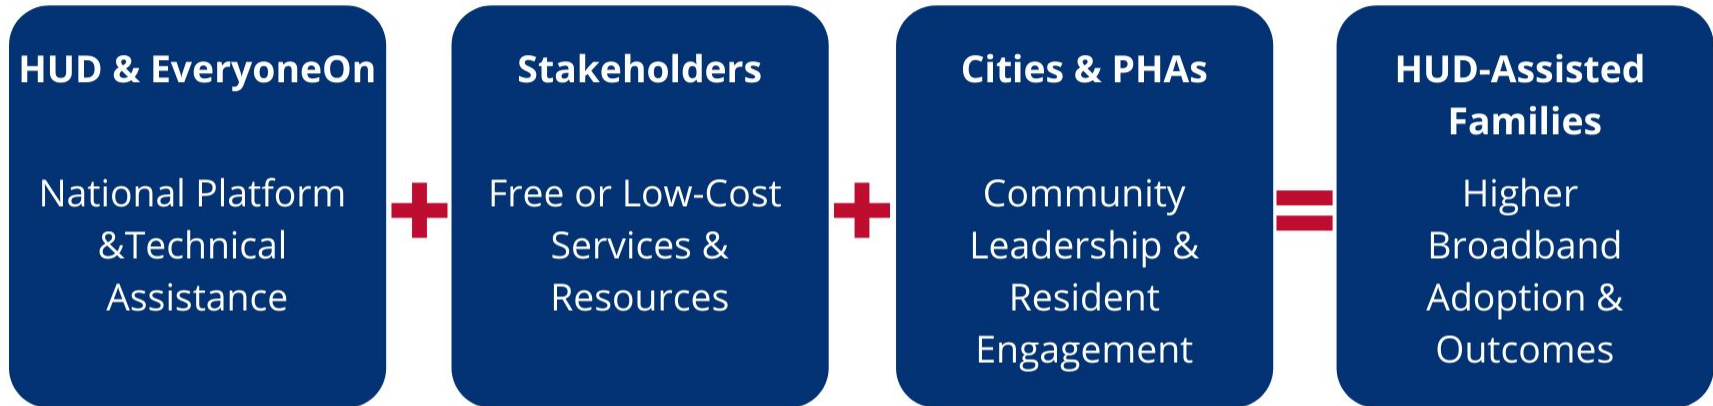 HUD & EveryoneOn
National Platform
&Technical
Assistance
+
Stakeholders
Free or Low-Cost
Services &
Resources
+
Cities & PHAs
Community
Leadership &
Resident
Engagement
=
HUD-Assisted
Families
Higher
Broadband
Adoption &
Outcomes